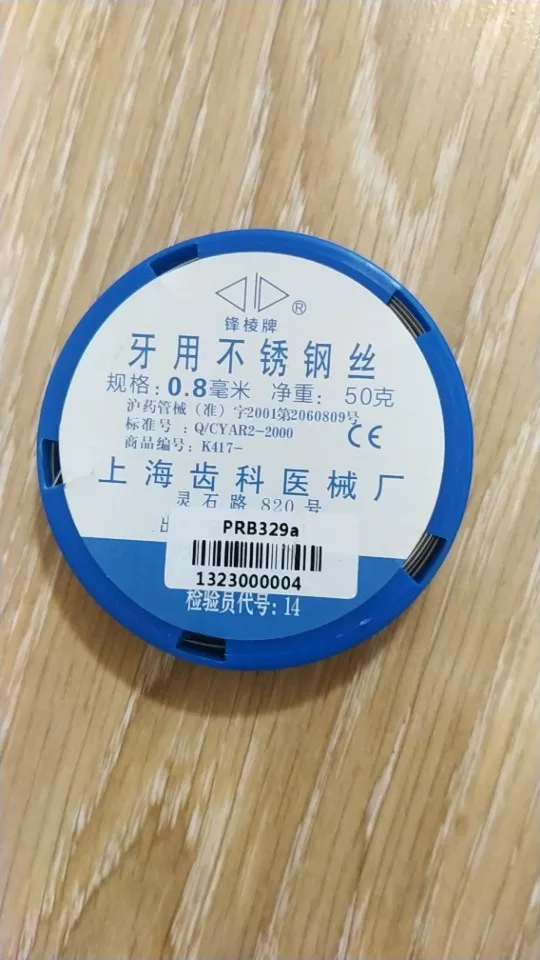 ®
锋棱牌
牙用不锈钢丝
规格: 0.8毫米 净重: 50克
沪药管械（准）字2001第2060809号
标准号 : Q/CYAR2-2000
CE
商品编号: K417-
上海齿科医械厂
灵石路 820 号
PRB329a
1323000004
检验员代号: 14